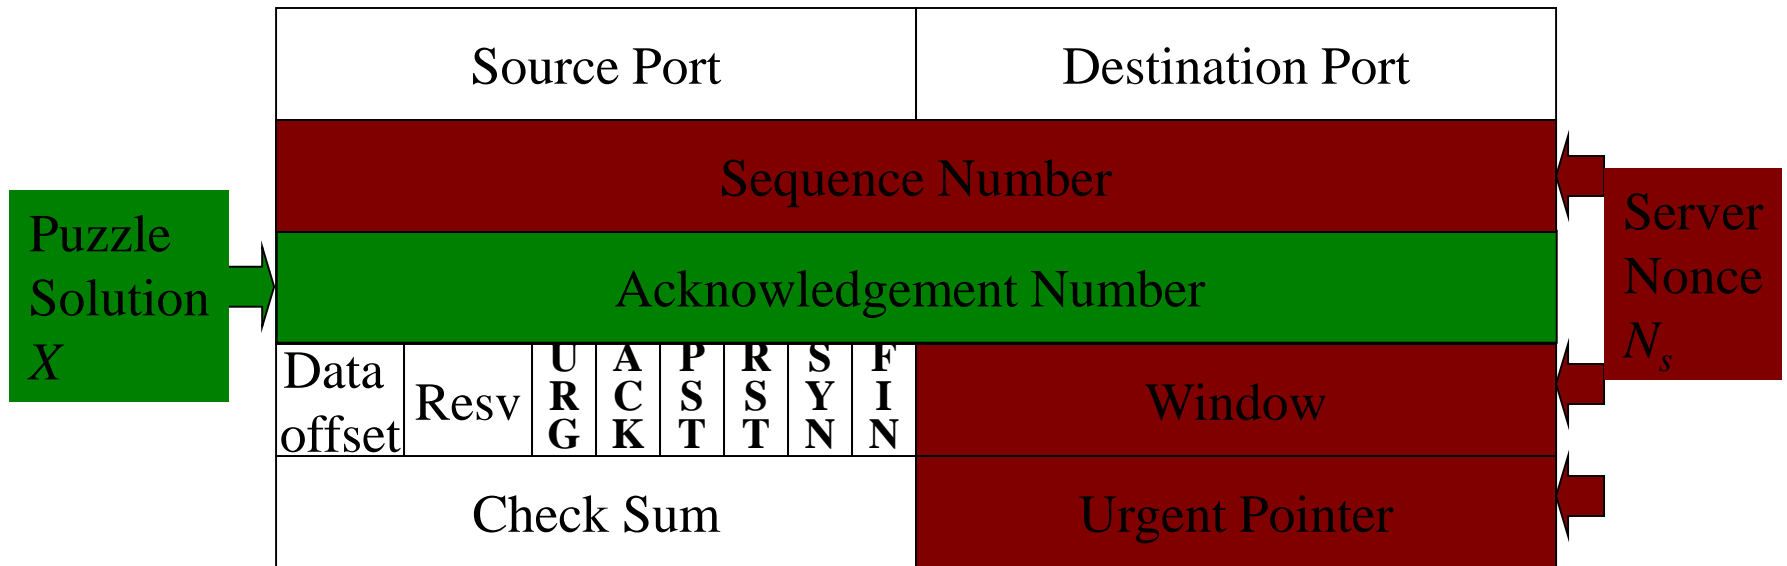 Source Port
Destination Port
Sequence Number
Puzzle
Solution
X
Acknowledgement Number
Server
Nonce
Ns
Data
offset
Resv
URG
ACK
PST
RST
SYN
FIN
Window
Check Sum
Urgent Pointer